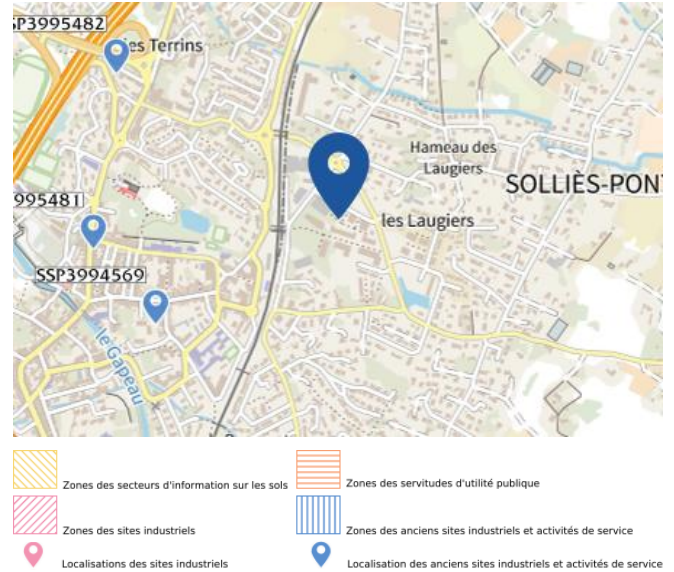 SP3995482
les Terrins
Hameau des
Laugiers
SOLLIÈS-PONT
995481
les Laugiers
SSP3994569
le Gapeau
Zones des secteurs d'information sur les sols
Zones des servitudes d'utilité publique
Zones des sites industriels
Zones des anciens sites industriels et activités de service
Localisations des sites industriels
Localisation des anciens sites industriels et activités de service